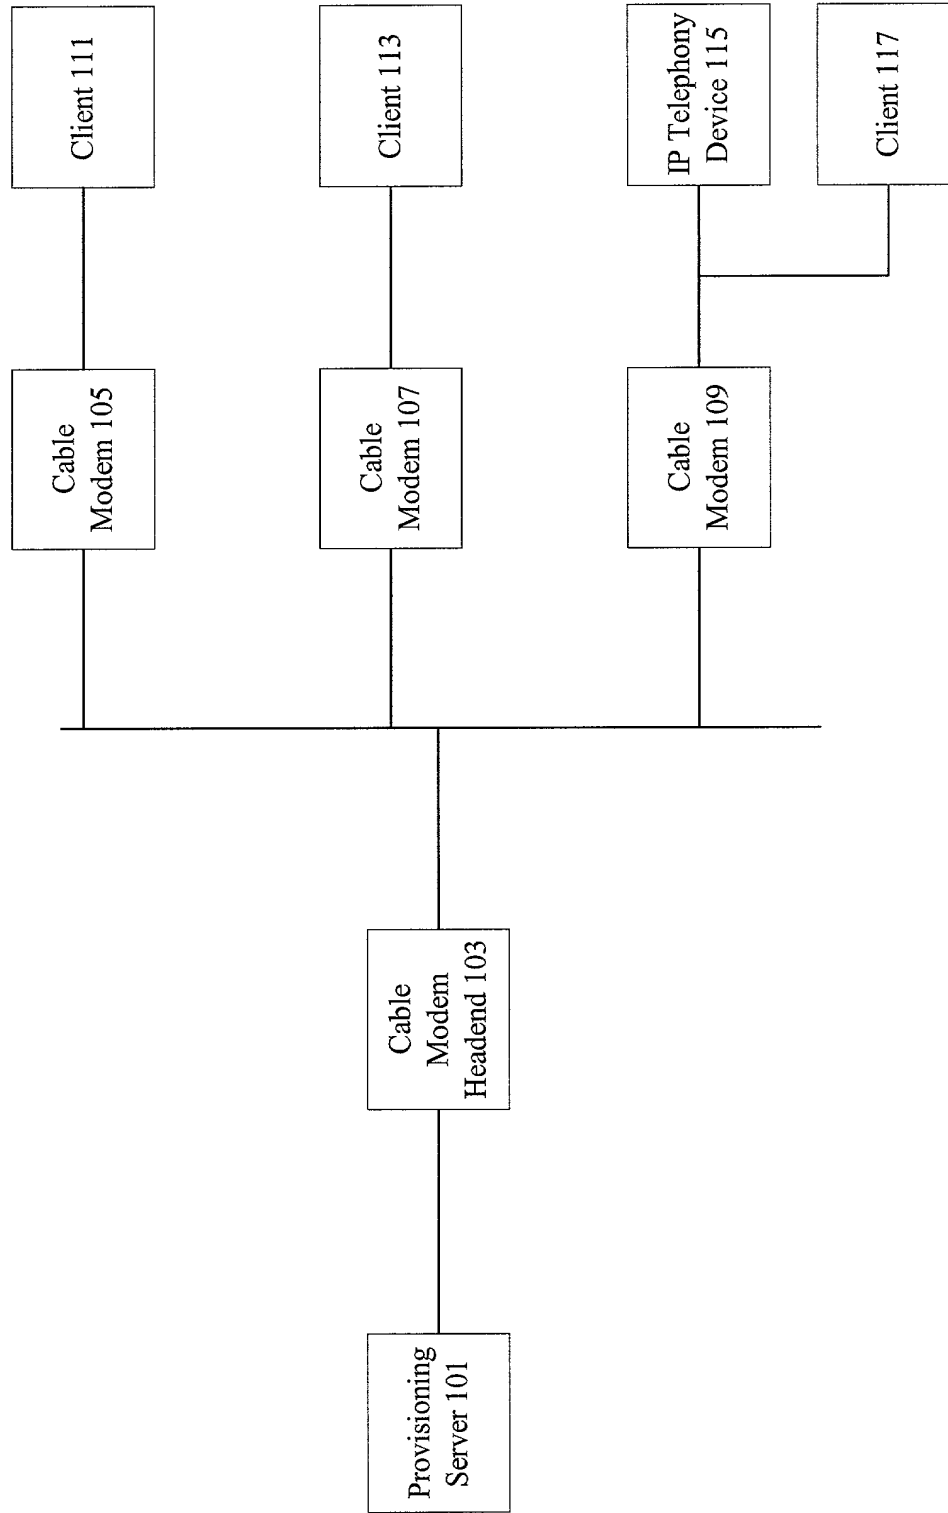 Provisioning
Server 101
Cable
Modem
Headend 103
Cable
Modem 105
Client 111
Cable
Modem 107
Client 113
Cable
Modem 109
IP Telephony
Device 115
Client 117